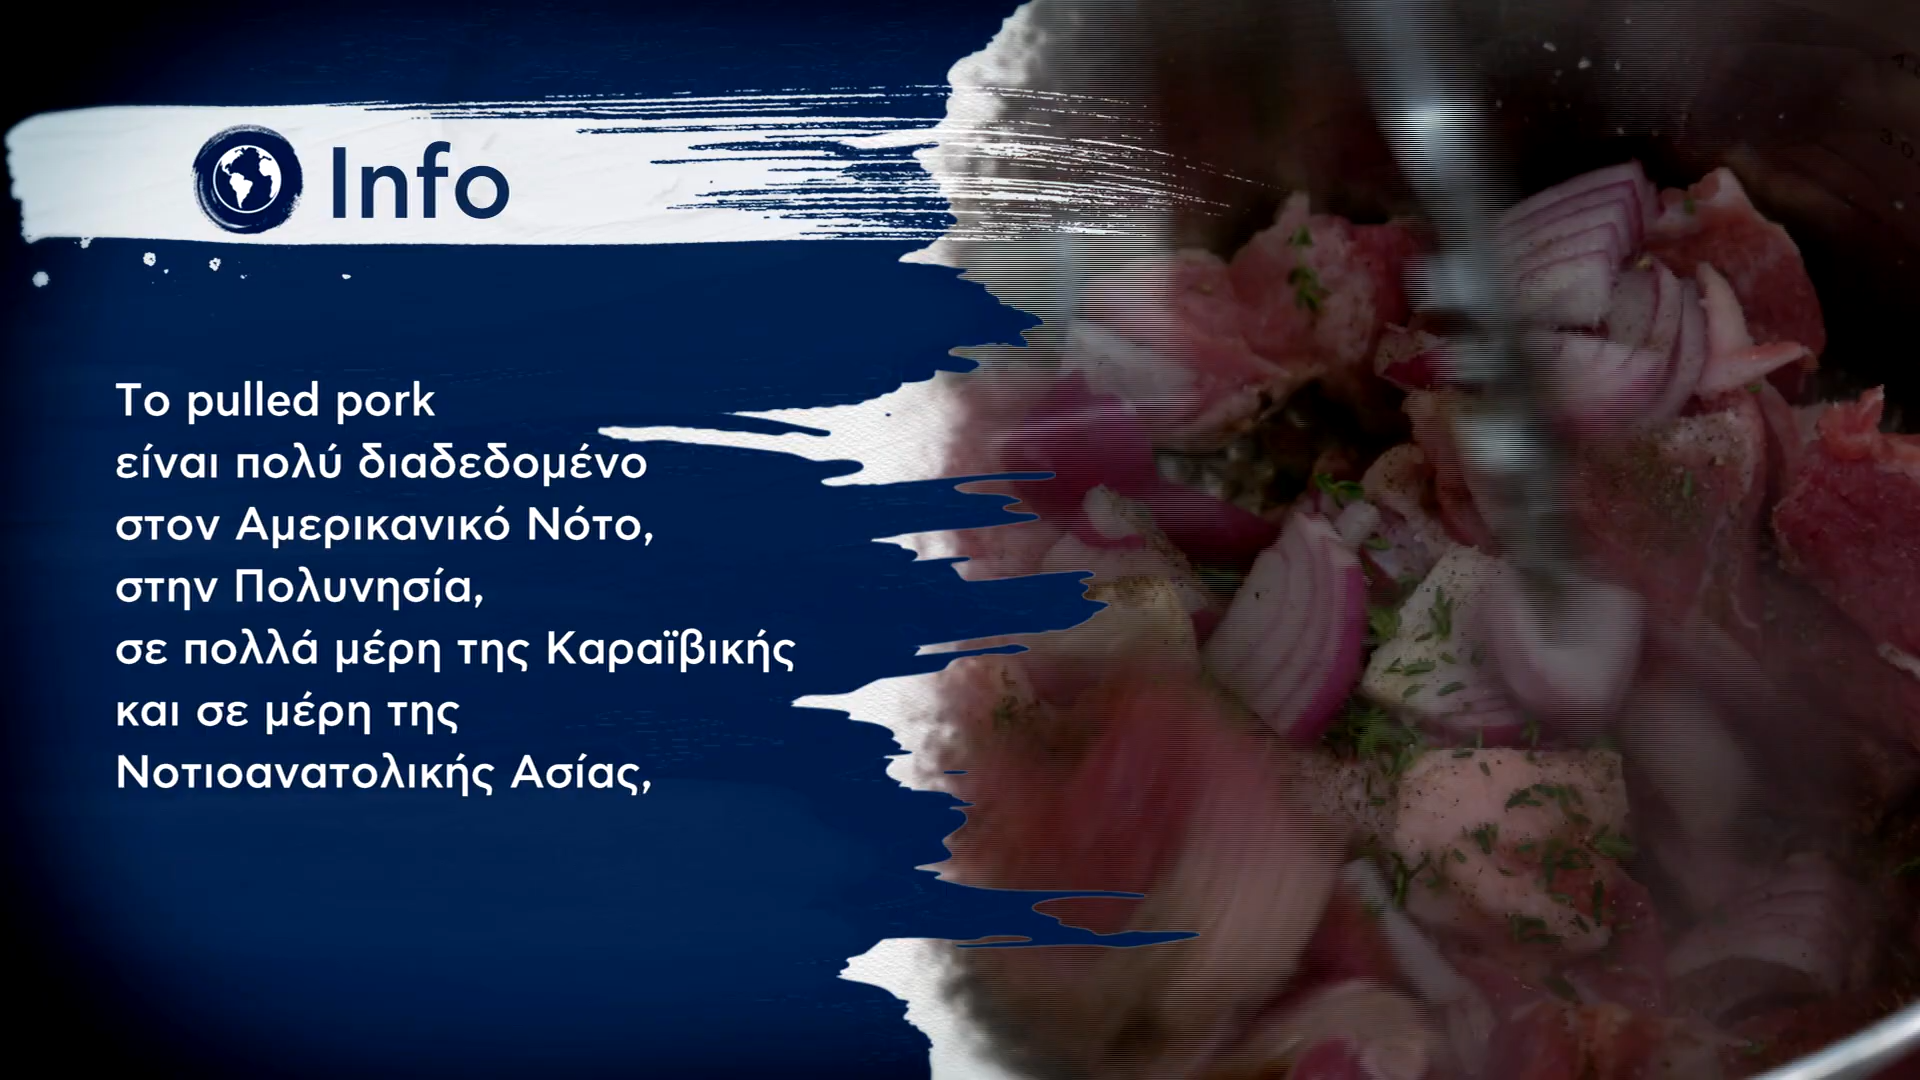 Info
Το pulled pork
είναι πολύ διαδεδομένο
στον Αμερικανικό Νότο,
στην Πολυνησία,
σε πολλά μέρη της Καραϊβικής
και σε μέρη της
Νοτιοανατολικής Ασίας,